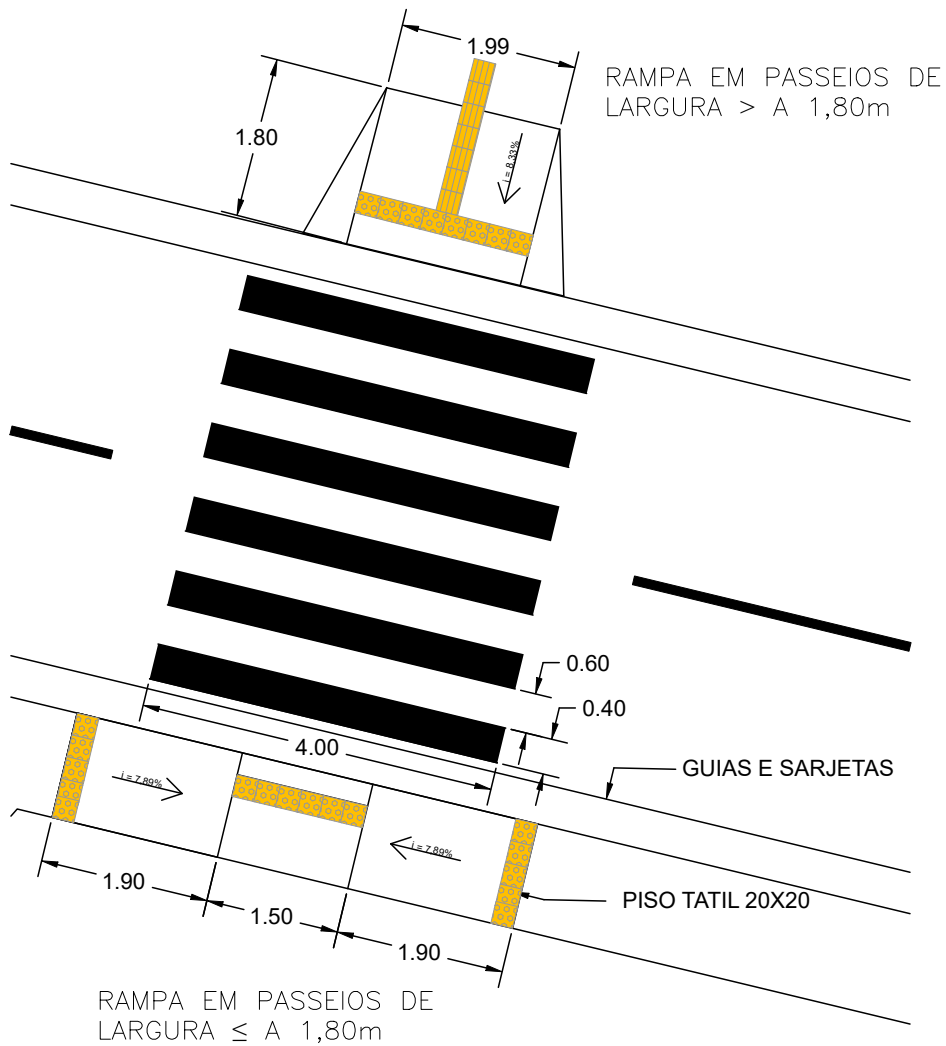 1.99
RAMPA EM PASSEIOS DE
LARGURA > A 1,80m
1.80
i = 8.33%
0.60
0.40
4.00
GUIAS E SARJETAS
i = 7.89%
i = 7.89%
PISO TATIL 20X20
1.90
1.50
1.90
RAMPA EM PASSEIOS DE
LARGURA ≤ A 1,80m